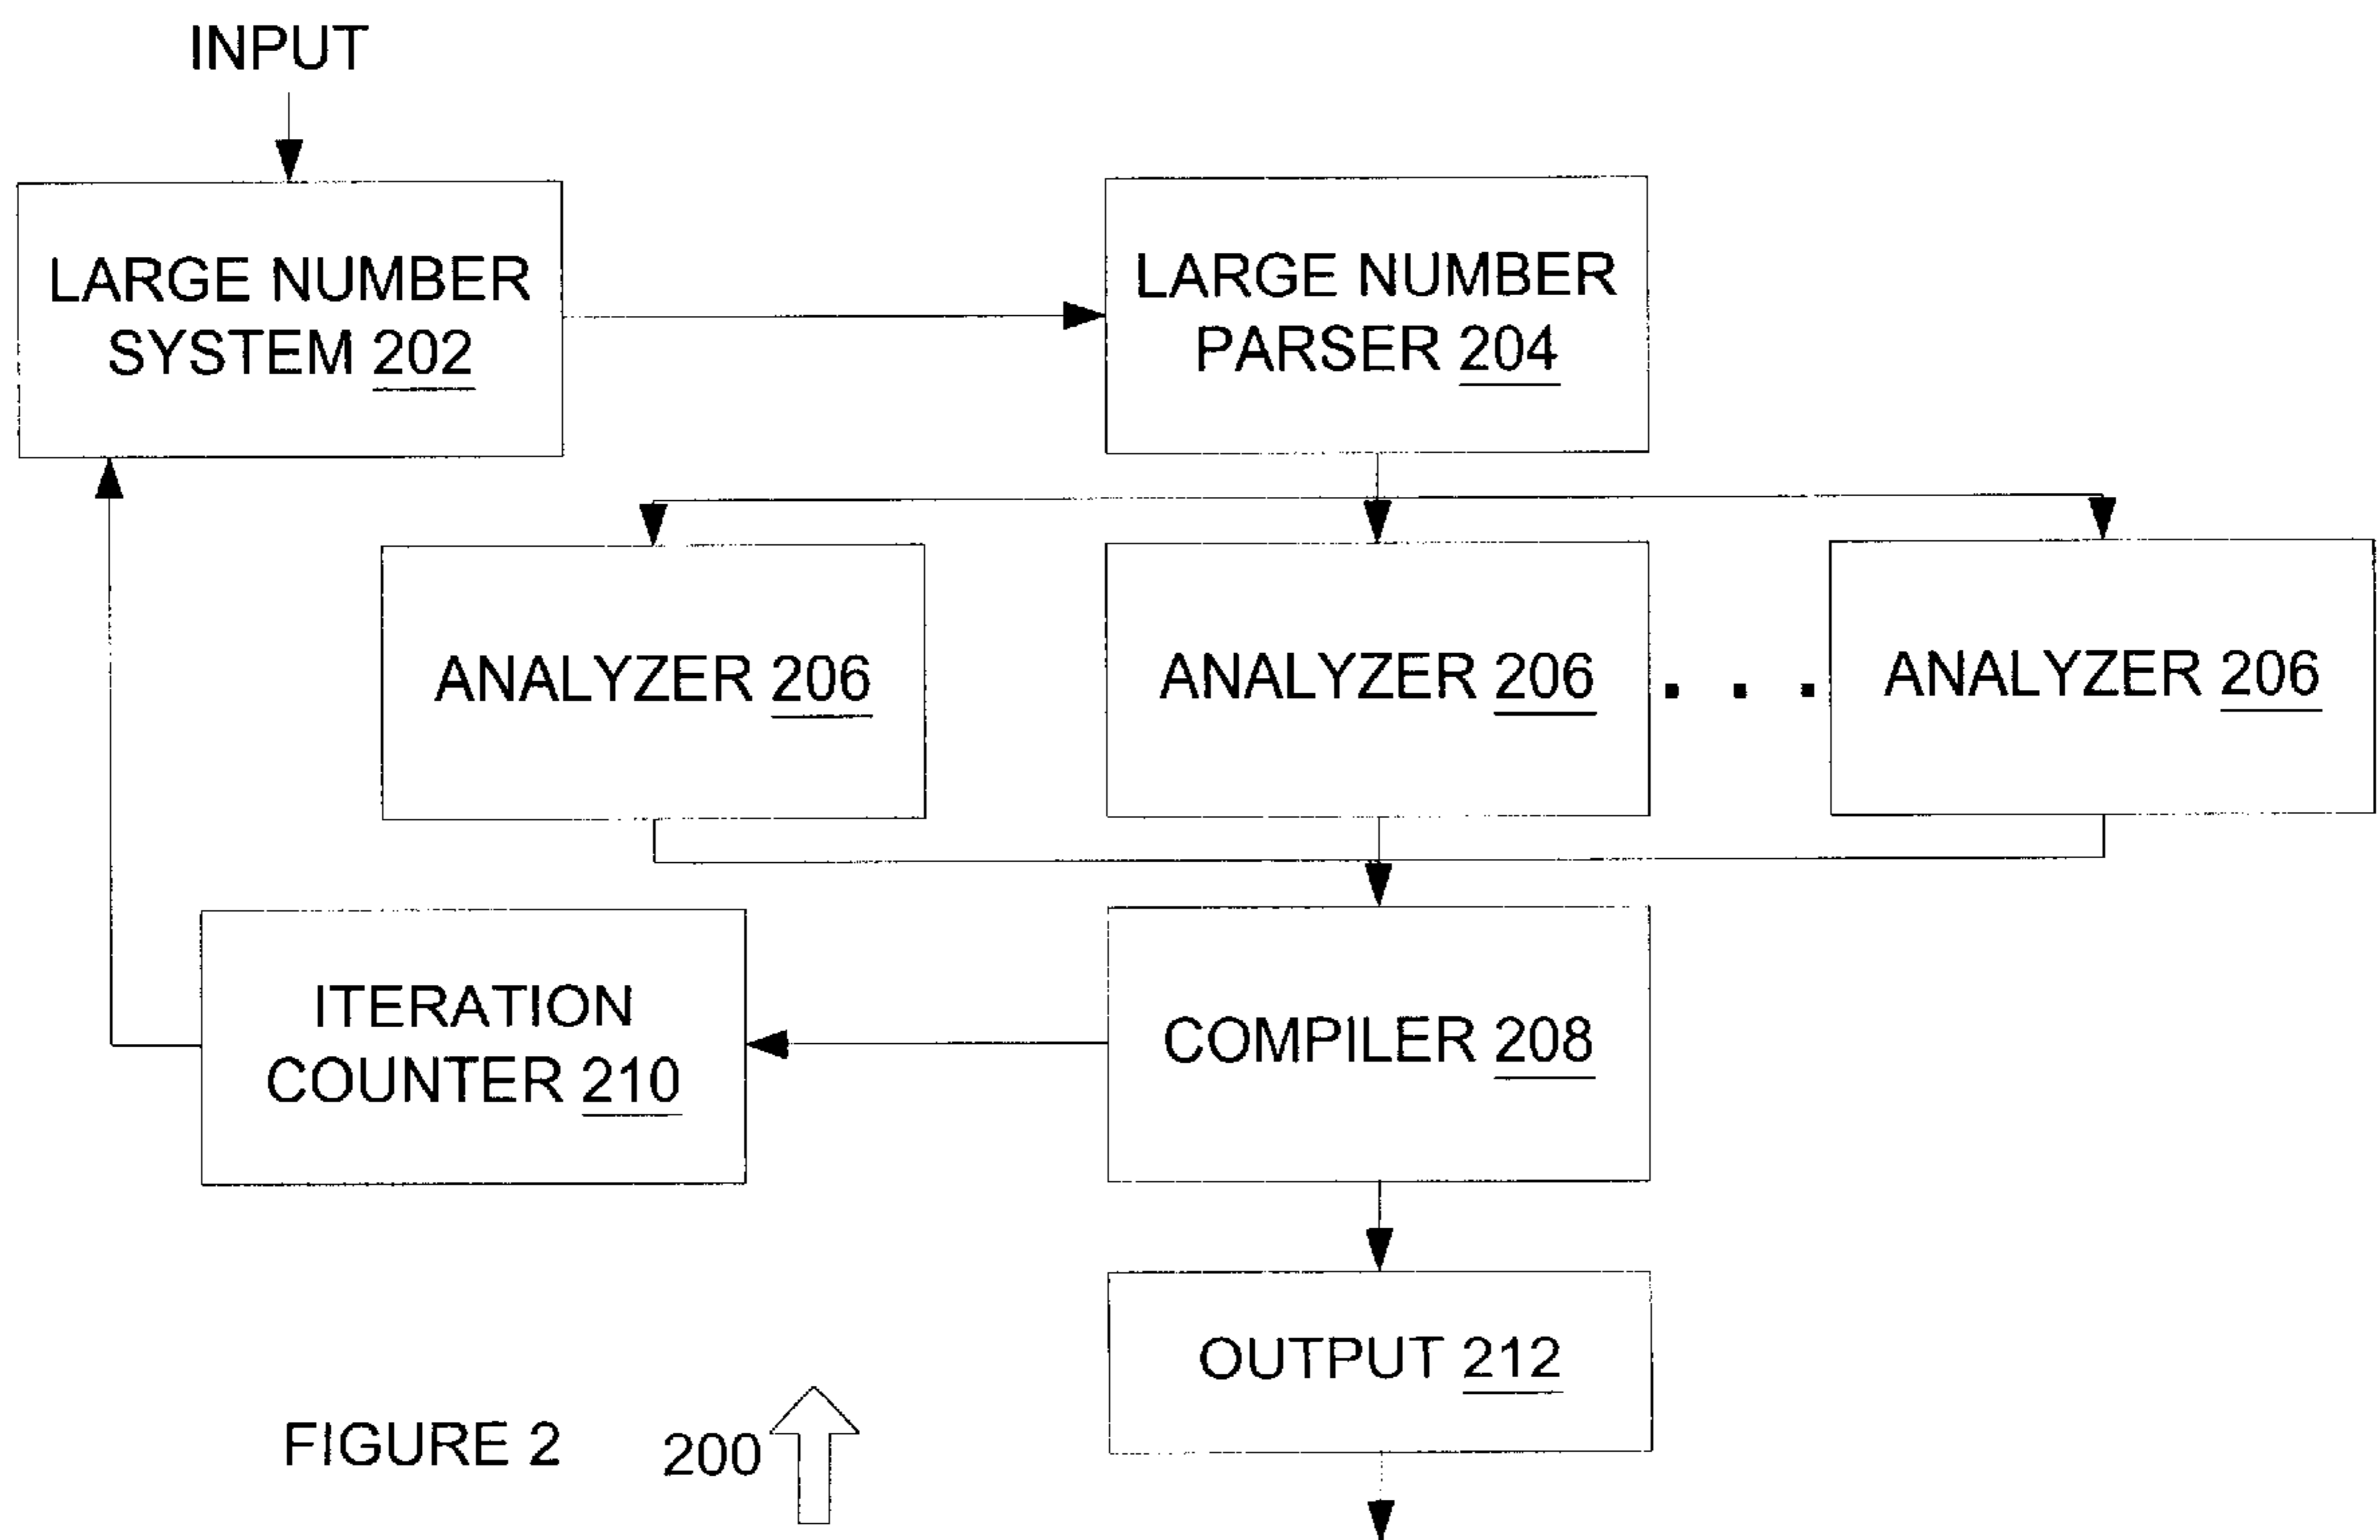 INPUT
LARGE NUMBER
SYSTEM 202
LARGE NUMBER
PARSER 204
ANALYZER 206
ANALYZER 206
. . .
ANALYZER 206
ITERATION
COUNTER 210
COMPILER 208
OUTPUT 212
FIGURE 2
200